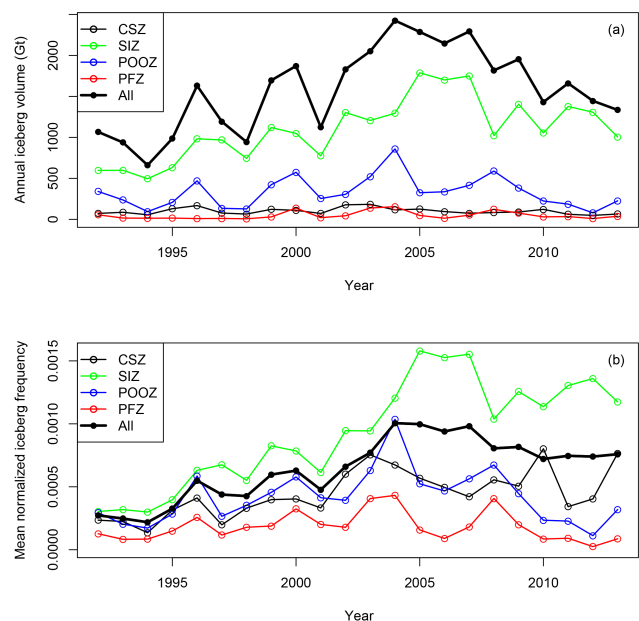 (a)
CSZ
SIZ
POOZ
PFZ
All
Annual iceberg volume (Gt)
0
500
1000
2000
1995
2000
2005
2010
Year
(b)
CSZ
SIZ
POOZ
PFZ
All
Mean normalized iceberg frequency
0.0000
0.0005
0.0010
0.0015
1995
2000
2005
2010
Year